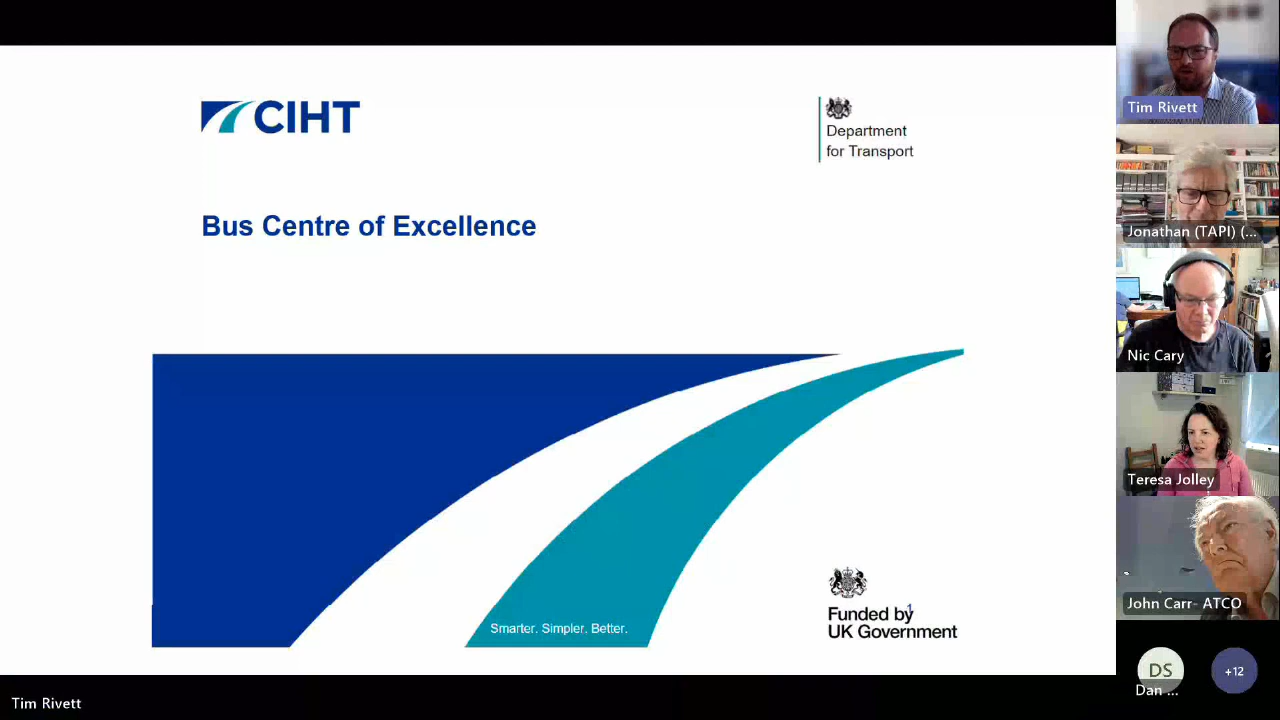 CIHT
Department
for Transport
Bus Centre of Excellence
Smarter. Simpler. Better.
1
Funded by
UK Government
Tim Rivett
Jonathan (TAPI) (...
Nic Cary
Teresa Jolley
John Carr- ATCO
DS
Dan ...
+12
Tim Rivett